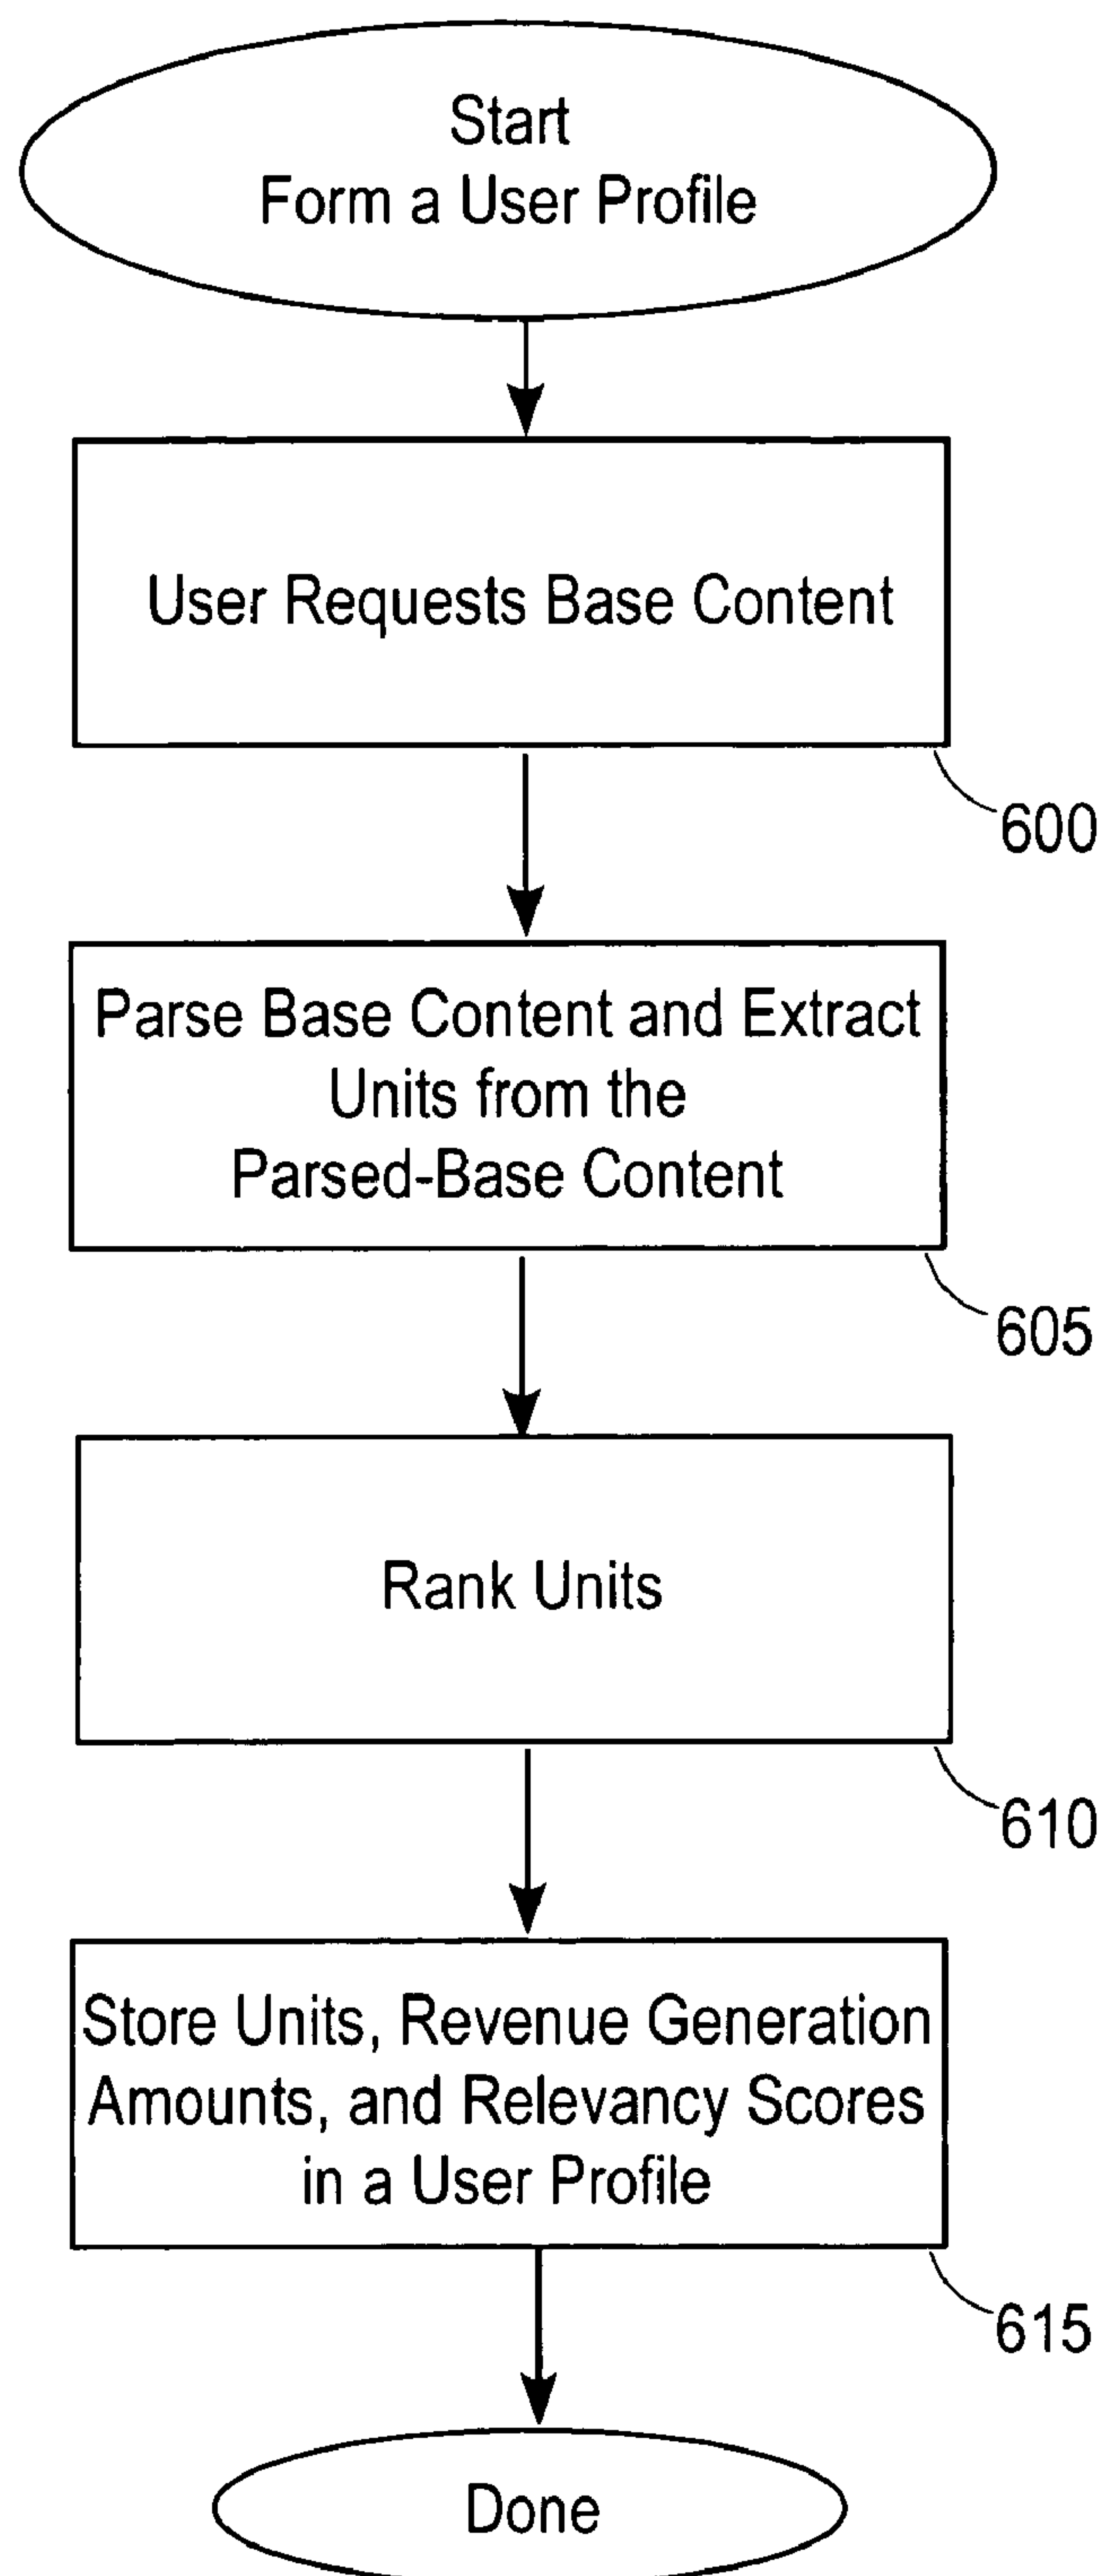 Start
Form a User Profile
User Requests Base Content
600
Parse Base Content and Extract
Units from the
Parsed-Base Content
605
Rank Units
610
Store Units, Revenue Generation
Amounts, and Relevancy Scores
in a User Profile
615
Done